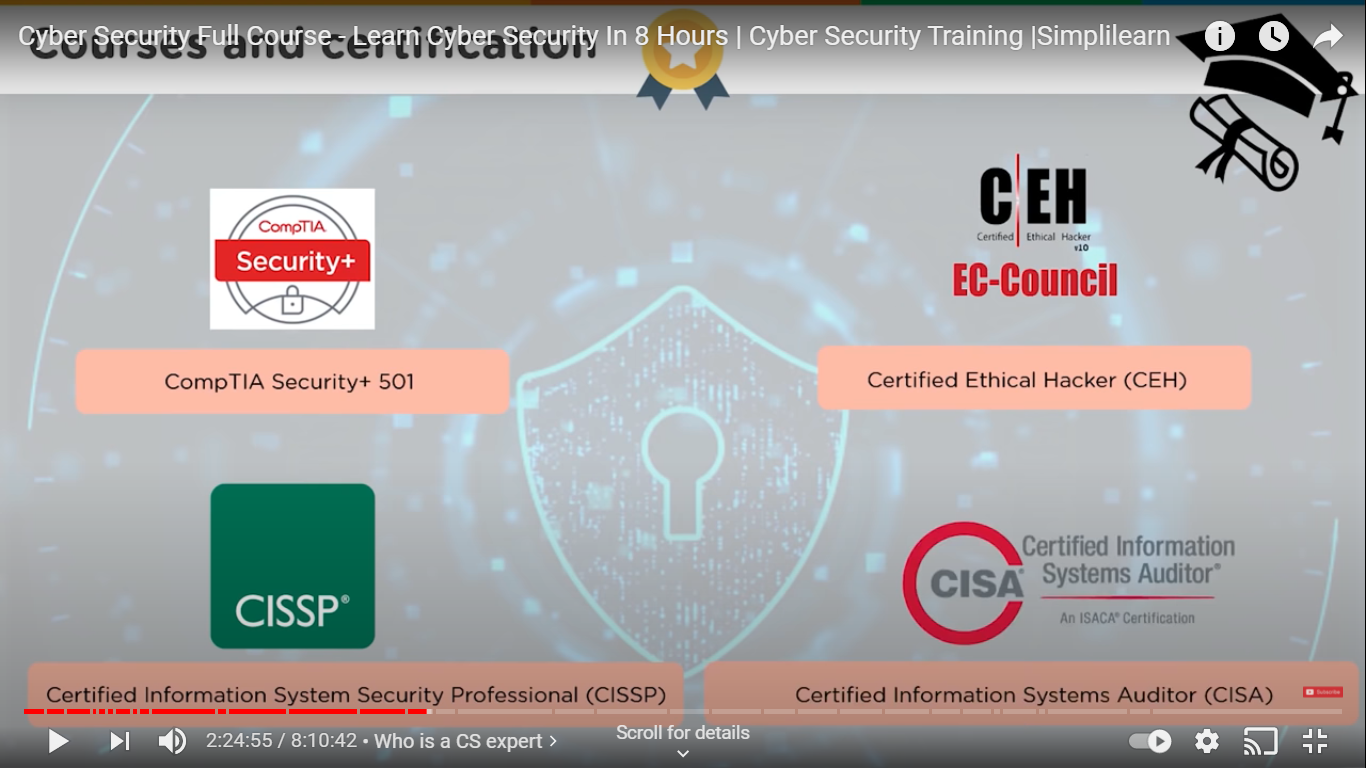 Cyber Security Full Course - Learn Cyber Security In 8 Hours | Cyber Security Training |Simplilearn
Courses and certification
CompTIA
Security+
CompTIA Security+ 501
CEH
Certified Ethical Hacker
v10
EC-Council
Certified Ethical Hacker (CEH)
CISSP®
Certified Information System Security Professional (CISSP)
CISA®
Certified Information
Systems Auditor®
An ISACA® Certification
Certified Information Systems Auditor (CISA)
Subscribe
2:24:55 / 8:10:42 • Who is a CS expert >
Scroll for details